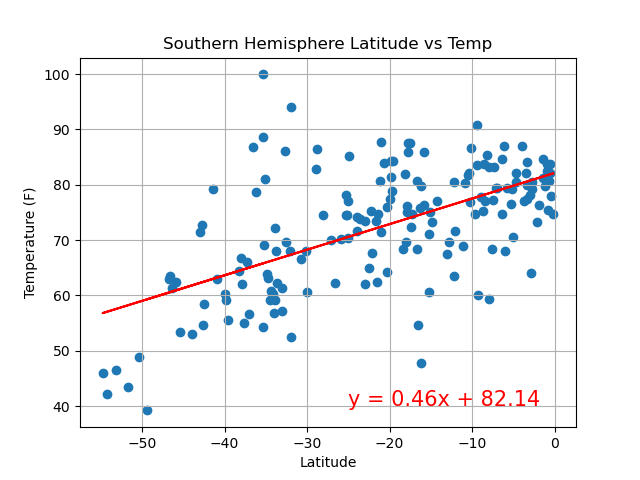 Southern Hemisphere Latitude vs Temp
100
90
80
70
60
50
40
Temperature (F)
y = 0.46x + 82.14
−50 −40 −30 −20 −10 0
Latitude